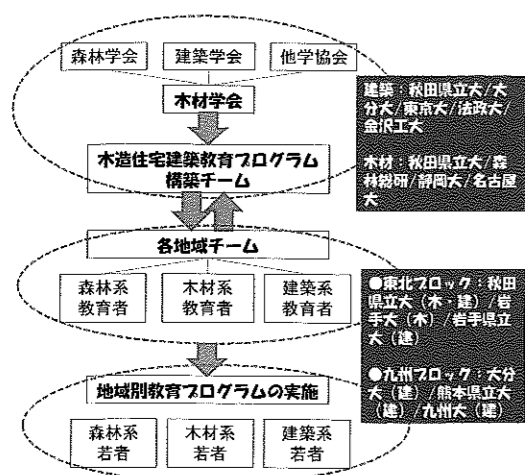 森林学会
建築学会
他学協会
木材学会
建築：秋田県立大/大
分大/東京大/法政大/
金沢工大
木材：秋田県立大/森
林総研/静岡大/名古屋
大
木造住宅建築教育プログラム
構築チーム
各地域チーム
森林系
教育者
木材系
教育者
建築系
教育者
●東北ブロック：秋田
県立大（木・建）/岩
手大（木）/岩手県立
大（建）
●九州ブロック：大分
大（建）/熊本県立大
（建）/九州大（建）
地域別教育プログラムの実施
森林系
若者
木材系
若者
建築系
若者